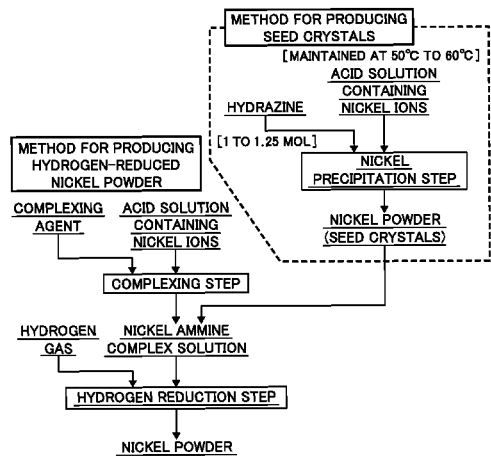 METHOD FOR PRODUCING
SEED CRYSTALS
[MAINTAINED AT 50°C TO 60°C]
ACID SOLUTION
CONTAINING
NICKEL IONS
HYDRAZINE
[1 TO 1.25 MOL]
NICKEL
PRECIPITATION STEP
NICKEL POWDER
(SEED CRYSTALS)
METHOD FOR PRODUCING
HYDROGEN-REDUCED
NICKEL POWDER
COMPLEXING
AGENT
ACID SOLUTION
CONTAINING
NICKEL IONS
COMPLEXING STEP
HYDROGEN
GAS
NICKEL AMMINE
COMPLEX SOLUTION
HYDROGEN REDUCTION STEP
NICKEL POWDER